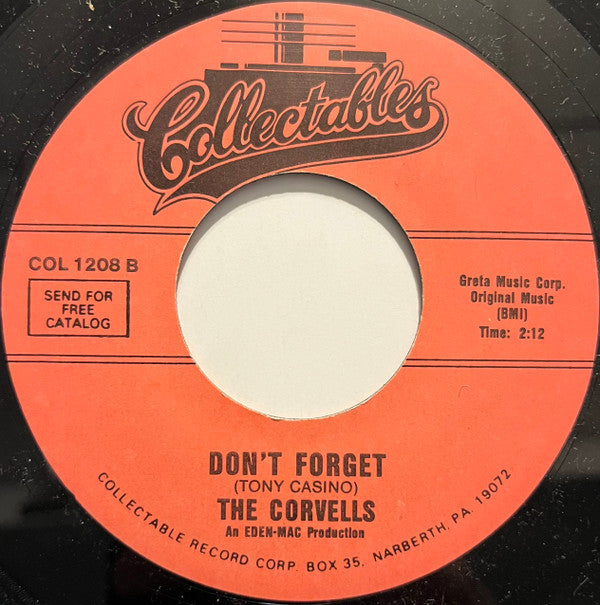 Collectables
COL 1208 B
SEND FOR
FREE
CATALOG
Greta Music Corp.
Original Music
(BMI)
Time: 2:12
DON'T FORGET
(TONY CASINO)
THE CORVELLS
An EDEN-MAC Production
COLLECTABLE RECORD CORP. BOX 35, NARBERTH, PA. 19072